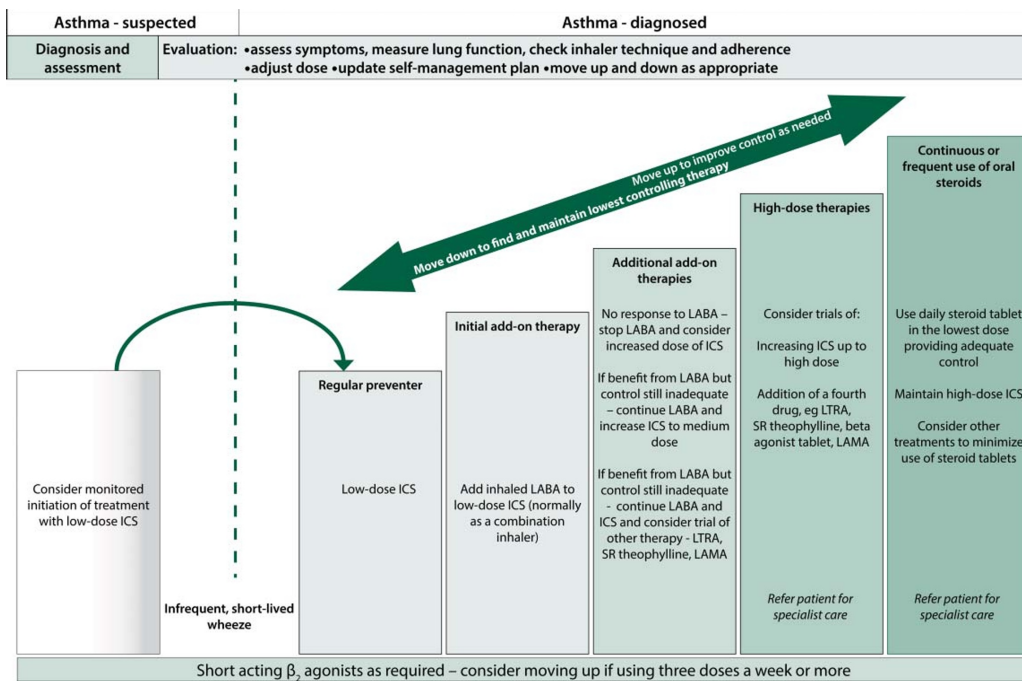 Asthma - suspected
Asthma - diagnosed
Diagnosis and
assessment
Evaluation: •assess symptoms, measure lung function, check inhaler technique and adherence
•adjust dose •update self-management plan •move up and down as appropriate
Move up to improve control as needed
Move down to find and maintain lowest controlling therapy
Consider monitored
initiation of treatment
with low-dose ICS
Infrequent, short-lived
wheeze
Regular preventer
Low-dose ICS
Initial add-on therapy
Add inhaled LABA to
low-dose ICS (normally
as a combination
inhaler)
Additional add-on
therapies
No response to LABA –
stop LABA and consider
increased dose of ICS
If benefit from LABA but
control still inadequate
– continue LABA and
increase ICS to medium
dose
If benefit from LABA but
control still inadequate
- continue LABA and
ICS and consider trial of
other therapy - LTRA,
SR theophylline, LAMA
High-dose therapies
Consider trials of:
Increasing ICS up to
high dose
Addition of a fourth
drug, eg LTRA,
SR theophylline, beta
agonist tablet, LAMA
Refer patient for
specialist care
Continuous or
frequent use of oral
steroids
Use daily steroid tablet
in the lowest dose
providing adequate
control
Maintain high-dose ICS
Consider other
treatments to minimize
use of steroid tablets
Refer patient for
specialist care
Short acting β₂ agonists as required – consider moving up if using three doses a week or more